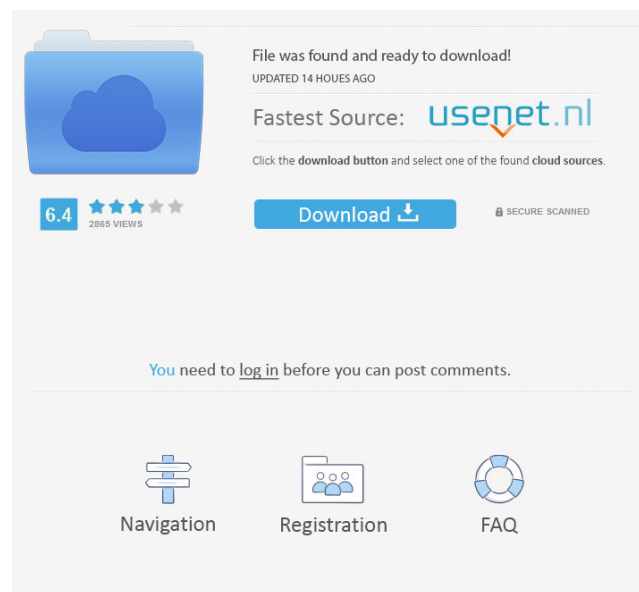 File was found and ready to download!
UPDATED 14 HOUES AGO
Fastest Source: usenet.nl
Click the download button and select one of the found cloud sources.
6.4
2865 VIEWS
Download
SECURE SCANNED
You need to log in before you can post comments.
Navigation
Registration
FAQ